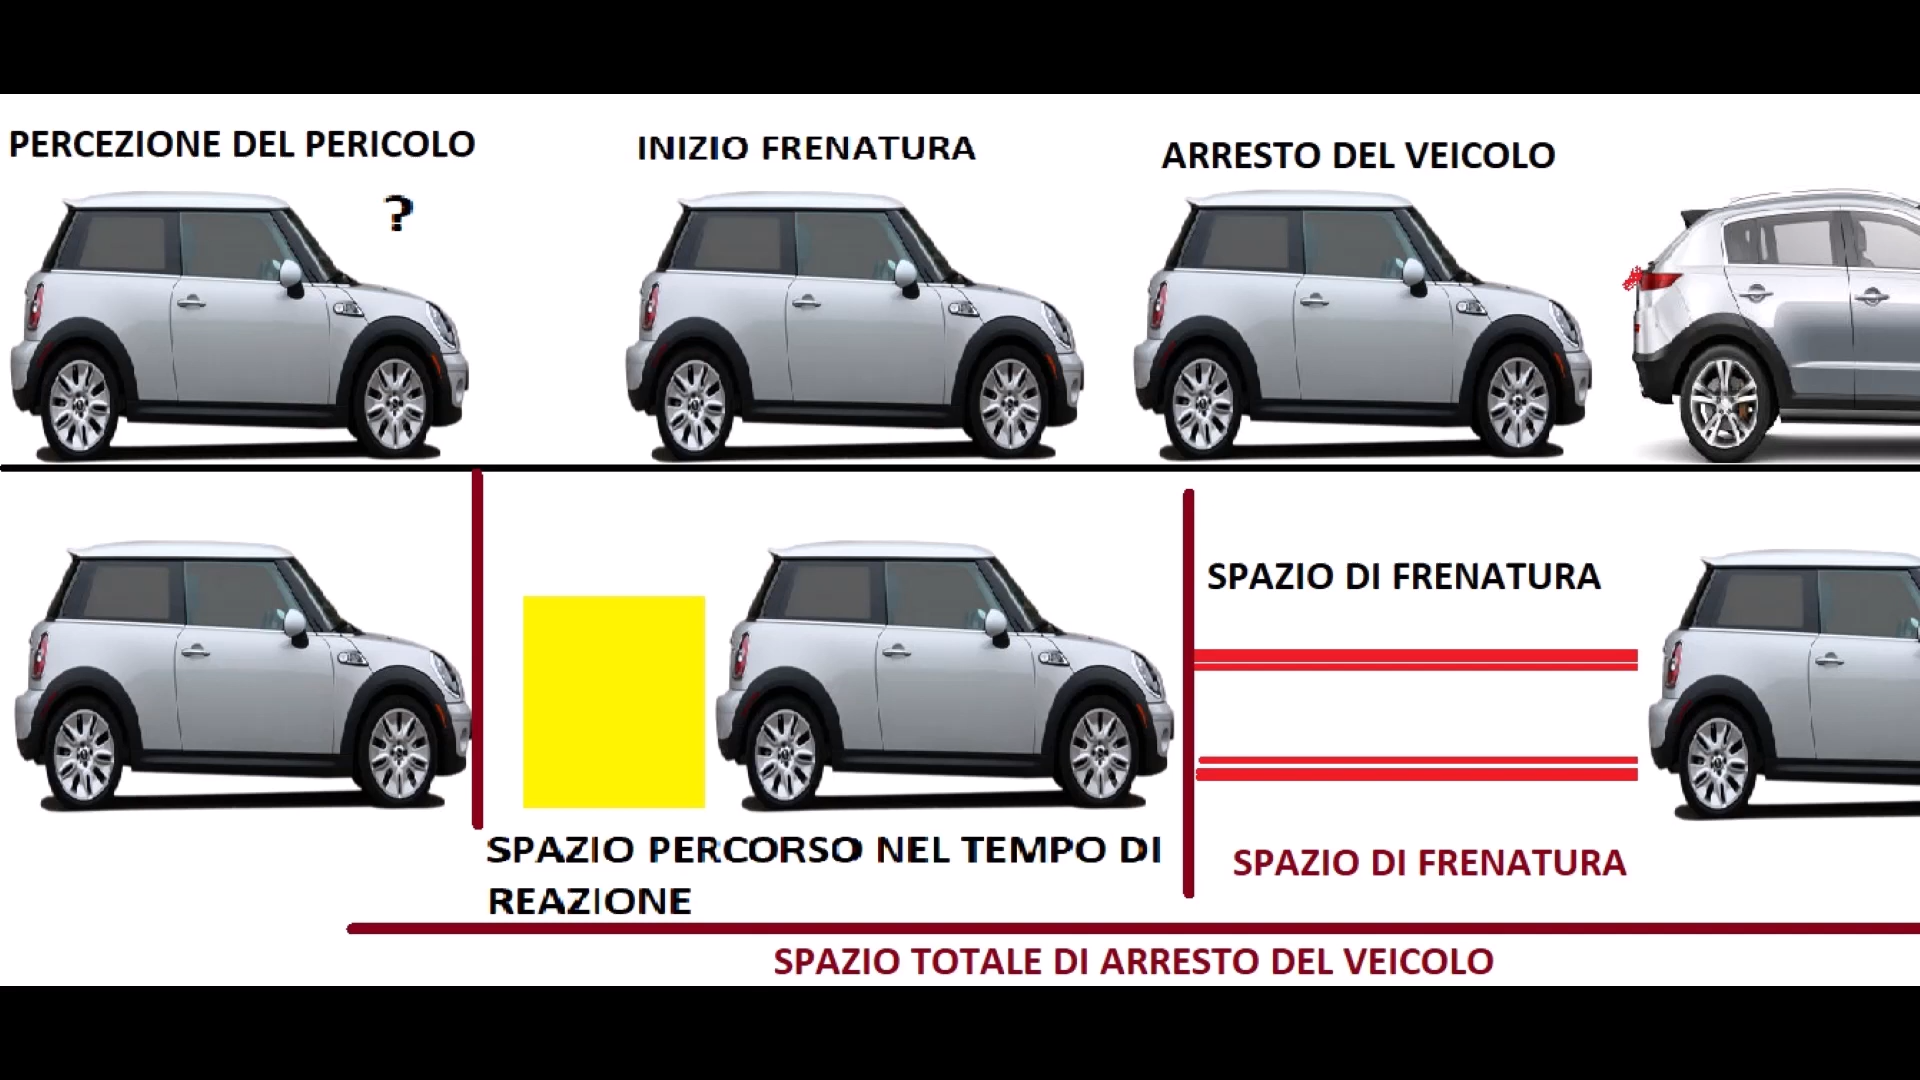 PERCEZIONE DEL PERICOLO
?
INIZIO FRENATURA
ARRESTO DEL VEICOLO
SPAZIO DI FRENATURA
SPAZIO PERCORSO NEL TEMPO DI
REAZIONE
SPAZIO DI FRENATURA
SPAZIO TOTALE DI ARRESTO DEL VEICOLO